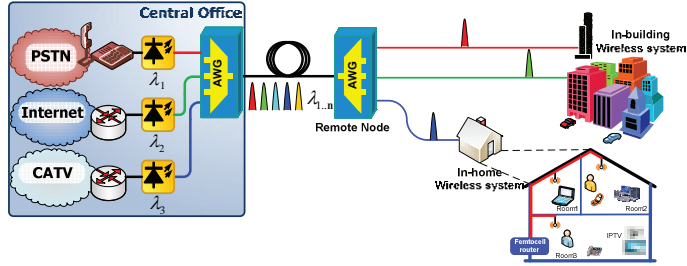 Central Office
PSTN
λ1
AWG
Internet
λ2
CATV
λ3
λ1..n
AWG
Remote Node
In-building
Wireless system
In-home
Wireless system
Room1
Room2
Femtocell
router
Room3
IPTV